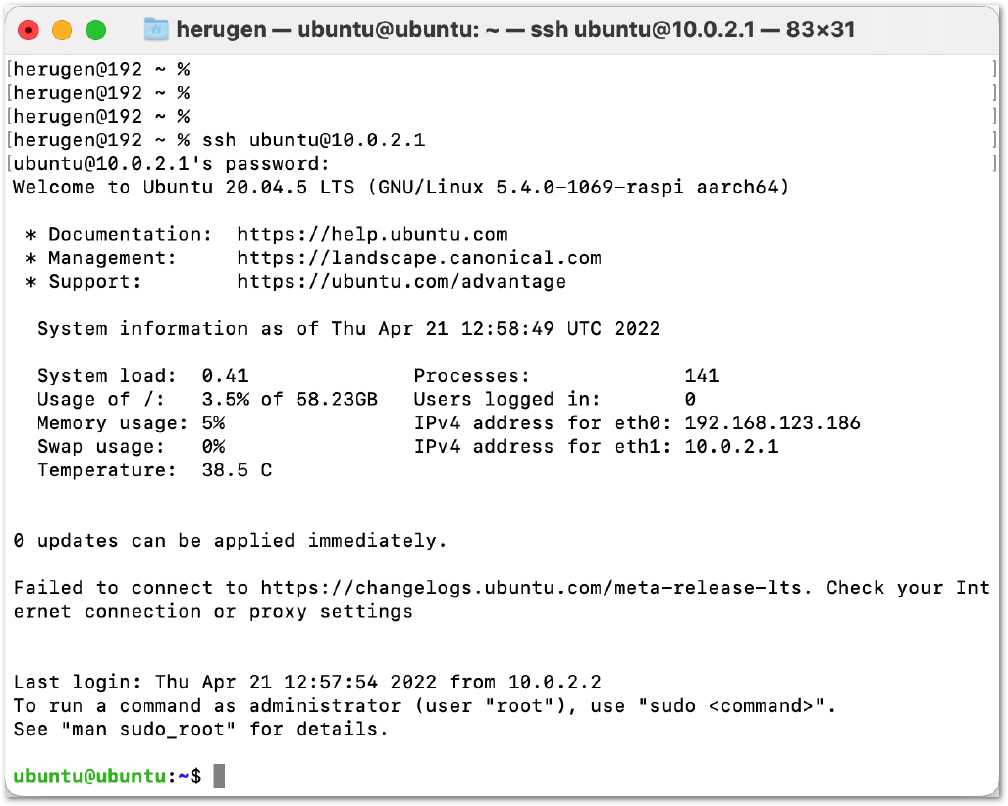 herugen — ubuntu@ubuntu: ~ — ssh ubuntu@10.0.2.1 — 83×31
[herugen@192 ~ % ]
[herugen@192 ~ % ]
[herugen@192 ~ % ]
[herugen@192 ~ % ssh ubuntu@10.0.2.1 ]
[ubuntu@10.0.2.1's password: ]
Welcome to Ubuntu 20.04.5 LTS (GNU/Linux 5.4.0-1069-raspi aarch64)
* Documentation: https://help.ubuntu.com
* Management: https://landscape.canonical.com
* Support: https://ubuntu.com/advantage
System information as of Thu Apr 21 12:58:49 UTC 2022
System load: 0.41 Processes: 141
Usage of /: 3.5% of 58.23GB Users logged in: 0
Memory usage: 5% IPv4 address for eth0: 192.168.123.186
Swap usage: 0% IPv4 address for eth1: 10.0.2.1
Temperature: 38.5 C
0 updates can be applied immediately.
Failed to connect to https://changelogs.ubuntu.com/meta-release-lts. Check your Int
ernet connection or proxy settings
Last login: Thu Apr 21 12:57:54 2022 from 10.0.2.2
To run a command as administrator (user "root"), use "sudo <command>".
See "man sudo_root" for details.
ubuntu@ubuntu:~$